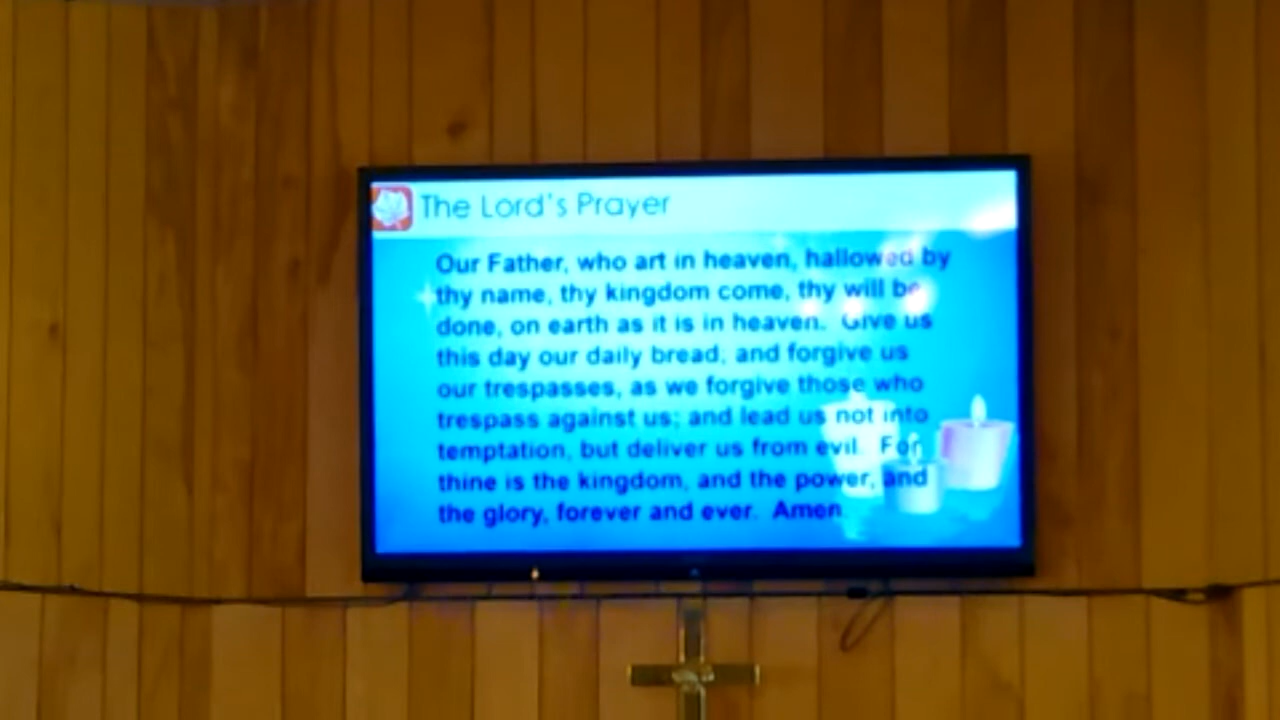 The Lord's Prayer
Our Father, who art in heaven, hallowed by
thy name, thy kingdom come, thy will be
done, on earth as it is in heaven. Give us
this day our daily bread; and forgive us
our trespasses, as we forgive those who
trespass against us; and lead us not into
temptation, but deliver us from evil. For
thine is the kingdom, and the power, and
the glory, forever and ever. Amen.